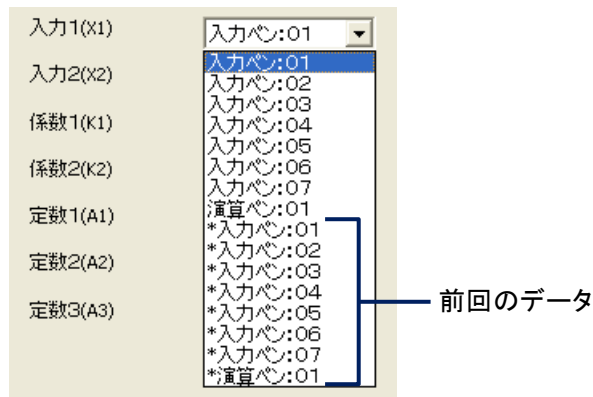 入力1(X1)
入力ペン:01
入力2(X2)
係数1(K1)
係数2(K2)
定数1(A1)
定数2(A2)
定数3(A3)
入力ペン:01
入力ペン:02
入力ペン:03
入力ペン:04
入力ペン:05
入力ペン:06
入力ペン:07
演算ペン:01
*入力ペン:01
*入力ペン:02
*入力ペン:03
*入力ペン:04
*入力ペン:05
*入力ペン:06
*入力ペン:07
*演算ペン:01
前回のデータ